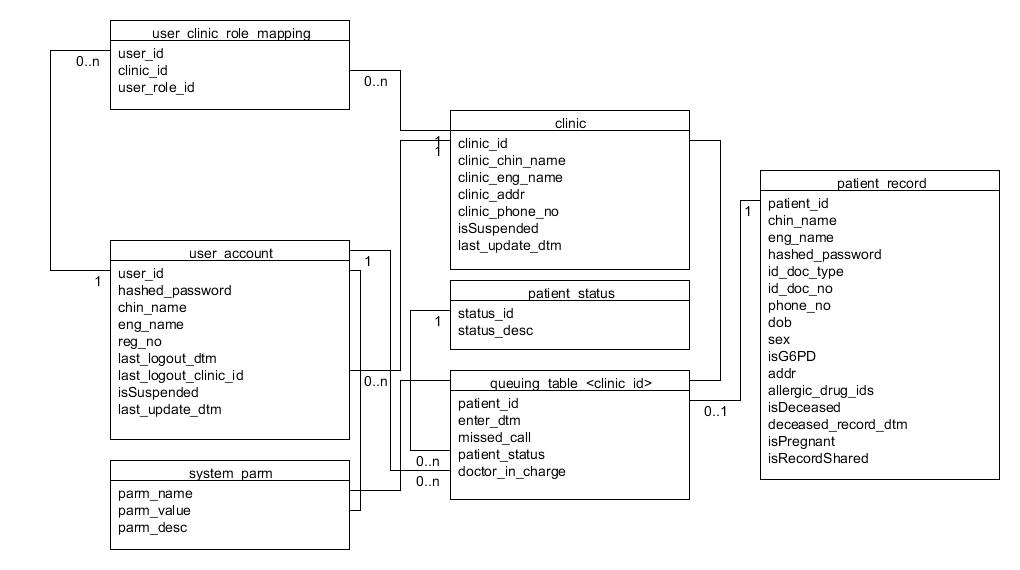 user_clinic_role_mapping
user_id
clinic_id
user_role_id
0..n
0..n
clinic
clinic_id
clinic_chin_name
clinic_eng_name
clinic_addr
clinic_phone_no
isSuspended
last_update_dtm
1
1
patient_record
patient_id
chin_name
eng_name
hashed_password
id_doc_type
id_doc_no
phone_no
dob
sex
isG6PD
addr
allergic_drug_ids
isDeceased
deceased_record_dtm
isPregnant
isRecordShared
1
user_account
user_id
hashed_password
chin_name
eng_name
reg_no
last_logout_dtm
last_logout_clinic_id
isSuspended
last_update_dtm
1
1
0..n
patient_status
status_id
status_desc
1
queuing_table_<clinic_id>
patient_id
enter_dtm
missed_call
patient_status
doctor_in_charge
0..1
0..n
0..n
system_parm
parm_name
parm_value
parm_desc